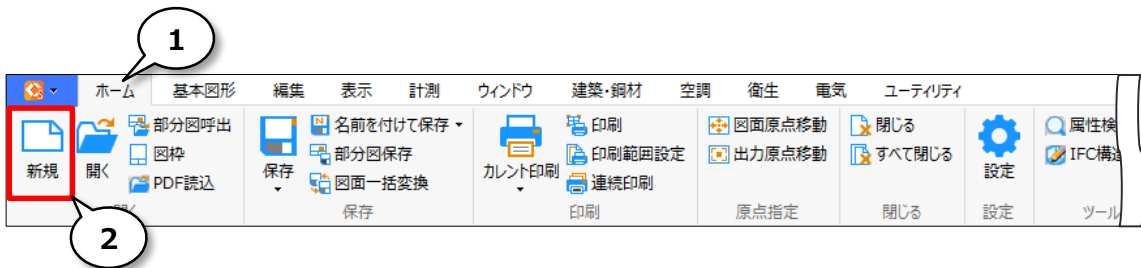 1
ホーム 基本図形 編集 表示 計測 ウィンドウ 建築・鋼材 空調 衛生 電気 ユーティリティ
部分図呼出 名前を付けて保存 印刷 図面原点移動 閉じる 属性検
図枠 部分図保存 印刷範囲設定 出力原点移動 すべて閉じる IFC構造
新規 開く PDF読込 保存 図面一括変換 カレント印刷 連続印刷 設定
保存 印刷 原点指定 閉じる 設定 ツール
2